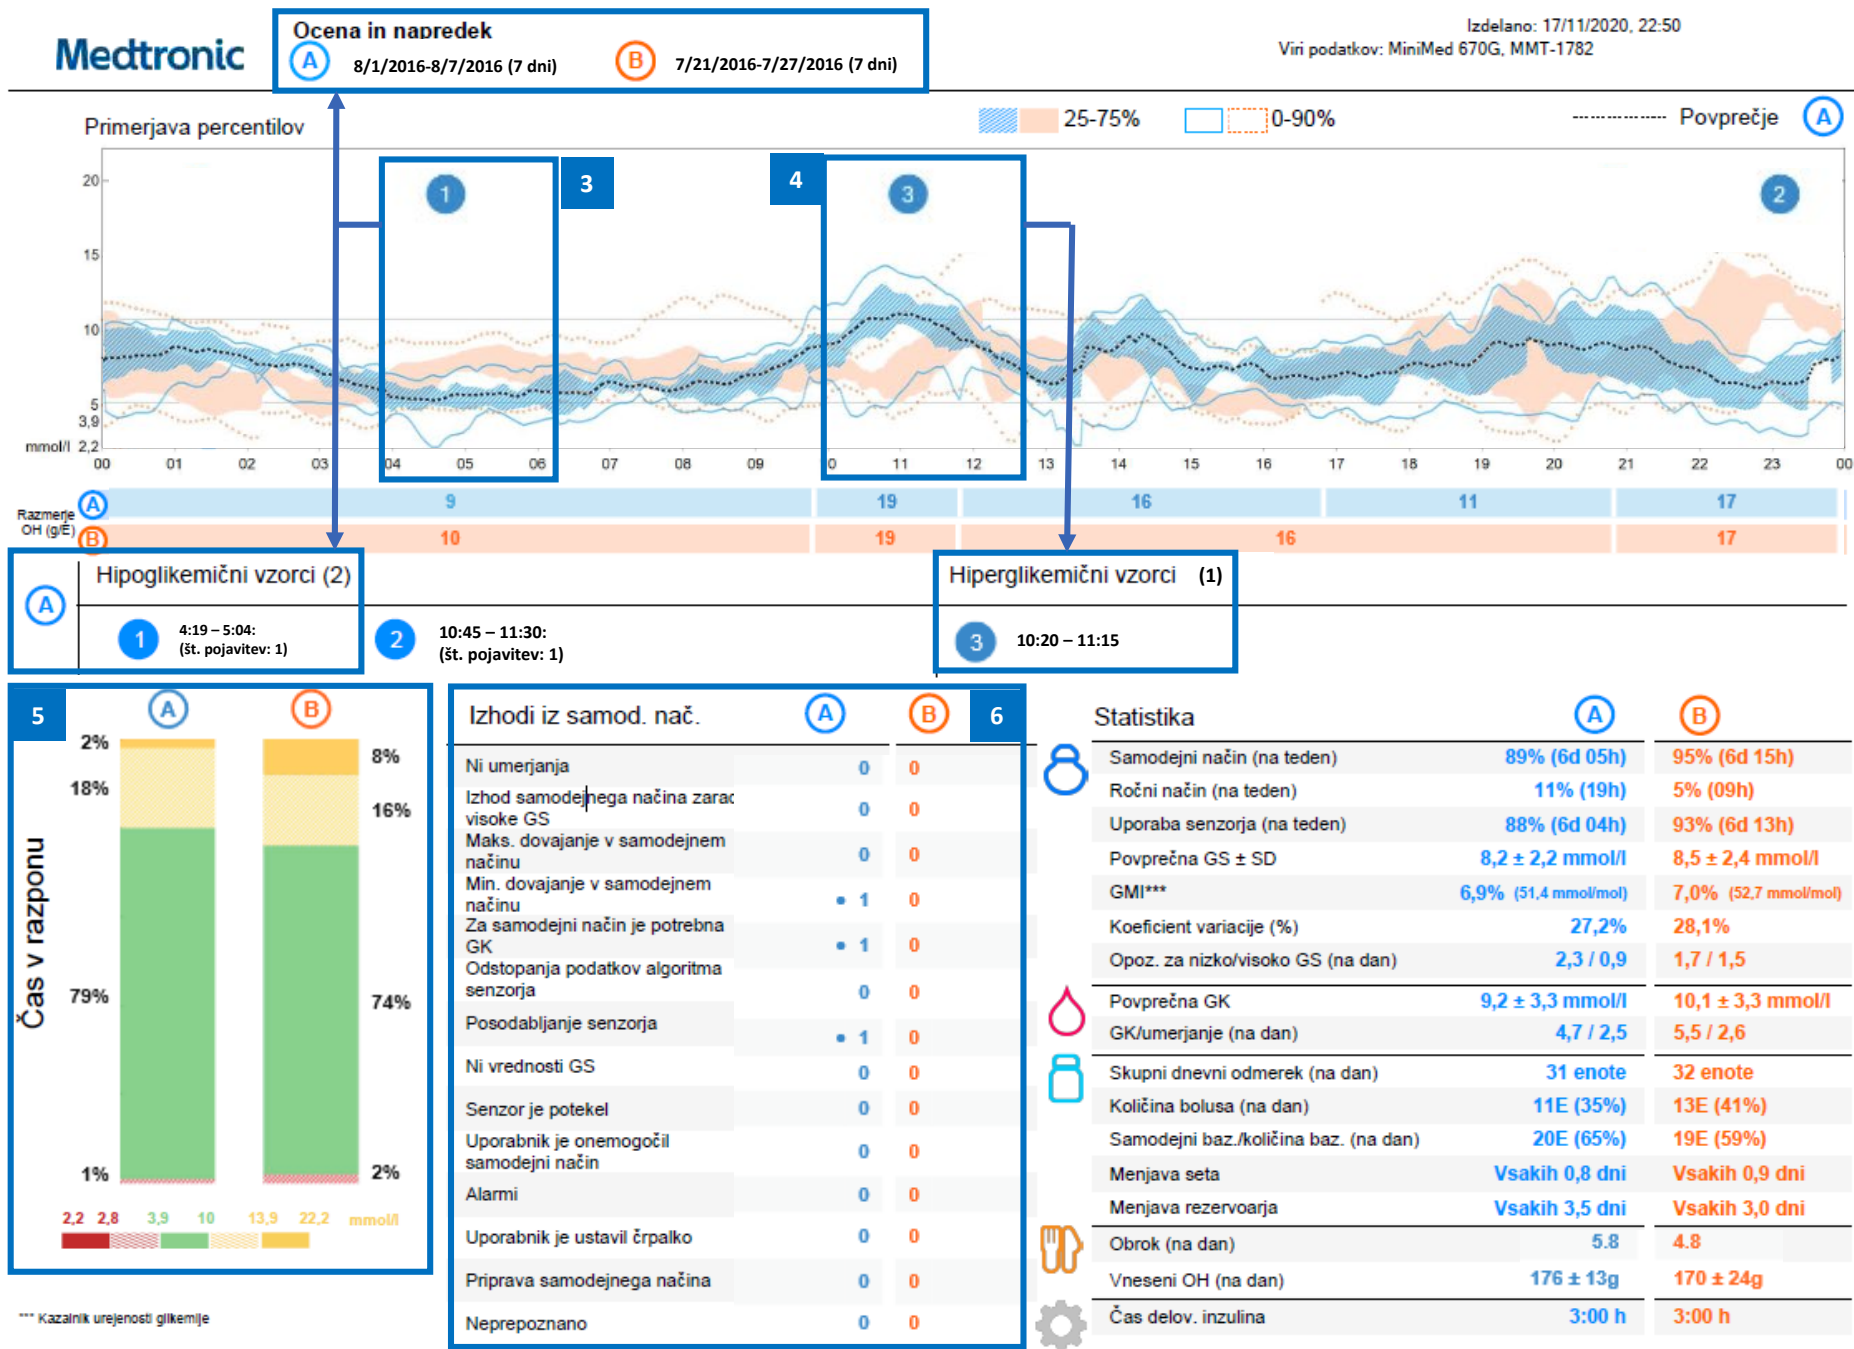 Medtronic
Ocena in napredek
A 8/1/2016-8/7/2016 (7 dni) B 7/21/2016-7/27/2016 (7 dni)
Izdelano: 17/11/2020, 22:50
Viri podatkov: MiniMed 670G, MMT-1782
Primerjava percentilov
25-75% 0-90% Povprečje A
1 3 4 3 2
20
15
10
5
3,9
mmol/l 2,2
00 01 02 03 04 05 06 07 08 09 0 11 12 13 14 15 16 17 18 19 20 21 22 23 00
Razmerje
OH (g/E)
A 9 19 16 11 17
B 10 19 16 17
A
Hipoglikemični vzorci (2)
1 4:19 – 5:04:
(št. pojavitev: 1)
2 10:45 – 11:30:
(št. pojavitev: 1)
Hiperglikemični vzorci (1)
3 10:20 – 11:15
5 A B
Čas v razponu
2% 8%
18% 16%
79% 74%
1% 2%
2,2 2,8 3,9 10 13,9 22,2 mmol/l
*** Kazalnik urejenosti glikemije
Izhodi iz samod. nač. A B 6
Ni umerjanja 0 0
Izhod samodejnega načina zarad
visoke GS 0 0
Maks. dovajanje v samodejnem
načinu 0 0
Min. dovajanje v samodejnem
načinu • 1 0
Za samodejni način je potrebna
GK • 1 0
Odstopanja podatkov algoritma
senzorja 0 0
Posodabljanje senzorja • 1 0
Ni vrednosti GS 0 0
Senzor je potekel 0 0
Uporabnik je onemogočil
samodejni način 0 0
Alarmi 0 0
Uporabnik je ustavil črpalko 0 0
Priprava samodejnega načina 0 0
Neprepoznano 0 0
Statistika A B
Samodejni način (na teden) 89% (6d 05h) 95% (6d 15h)
Ročni način (na teden) 11% (19h) 5% (09h)
Uporaba senzorja (na teden) 88% (6d 04h) 93% (6d 13h)
Povprečna GS ± SD 8,2 ± 2,2 mmol/l 8,5 ± 2,4 mmol/l
GMI*** 6,9% (51,4 mmol/mol) 7,0% (52,7 mmol/mol)
Koeficient variacije (%) 27,2% 28,1%
Opoz. za nizko/visoko GS (na dan) 2,3 / 0,9 1,7 / 1,5
Povprečna GK 9,2 ± 3,3 mmol/l 10,1 ± 3,3 mmol/l
GK/umerjanje (na dan) 4,7 / 2,5 5,5 / 2,6
Skupni dnevni odmerek (na dan) 31 enote 32 enote
Količina bolusa (na dan) 11E (35%) 13E (41%)
Samodejni baz./količina baz. (na dan) 20E (65%) 19E (59%)
Menjava seta Vsakih 0,8 dni Vsakih 0,9 dni
Menjava rezervoarja Vsakih 3,5 dni Vsakih 3,0 dni
Obrok (na dan) 5.8 4.8
Vneseni OH (na dan) 176 ± 13g 170 ± 24g
Čas delov. inzulina 3:00 h 3:00 h